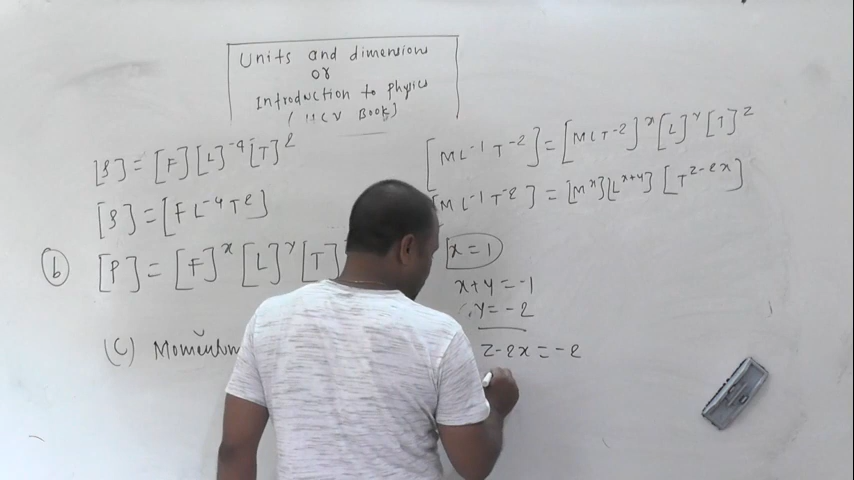 Units and dimensions
or
Introduction to physics
(HCV Book)
[ρ] = [F][L]^-4[T]^2
[ρ] = [F L^-4 T^2]
(b) [P] = [F]^x [L]^y [T]
(C) Momentum
[M L^-1 T^-2] = [M L T^-2]^x [L]^y [T]^z
[M L^-1 T^-2] = [M^x][L^x+y] [T^z-2x]
x = 1
x + y = -1
∴ y = -2
z - 2x = -2